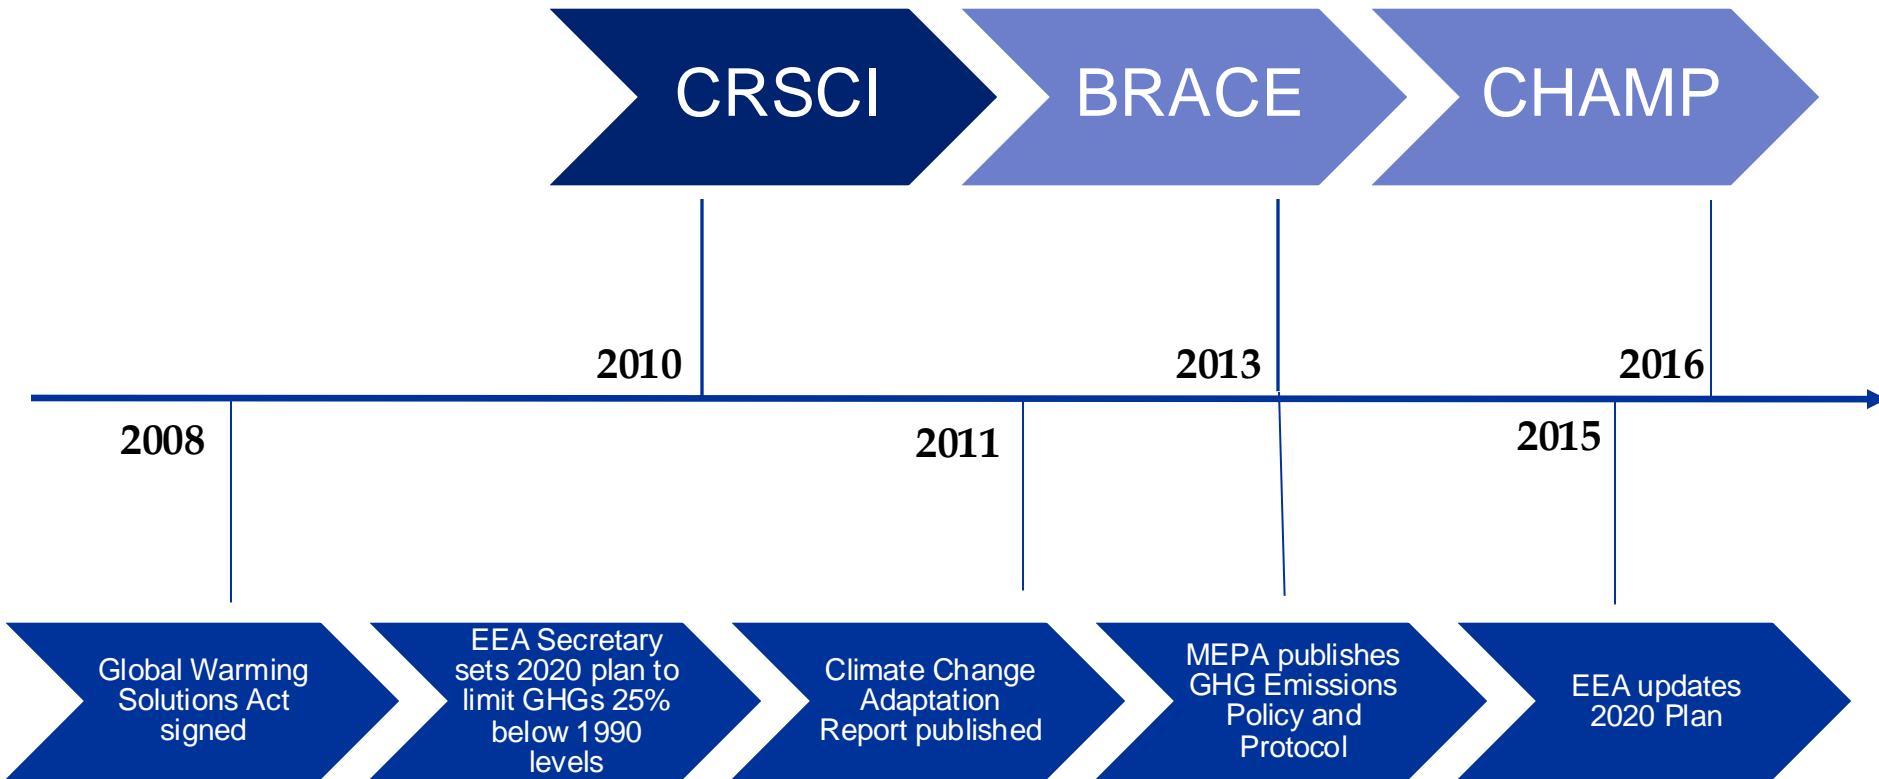 CRSCI
BRACE
CHAMP
2010
2013
2016
2008
2011
2015
Global Warming
Solutions Act
signed
EEA Secretary
sets 2020 plan to
limit GHGs 25%
below 1990
levels
Climate Change
Adaptation
Report published
MEPA publishes
GHG Emissions
Policy and
Protocol
EEA updates
2020 Plan